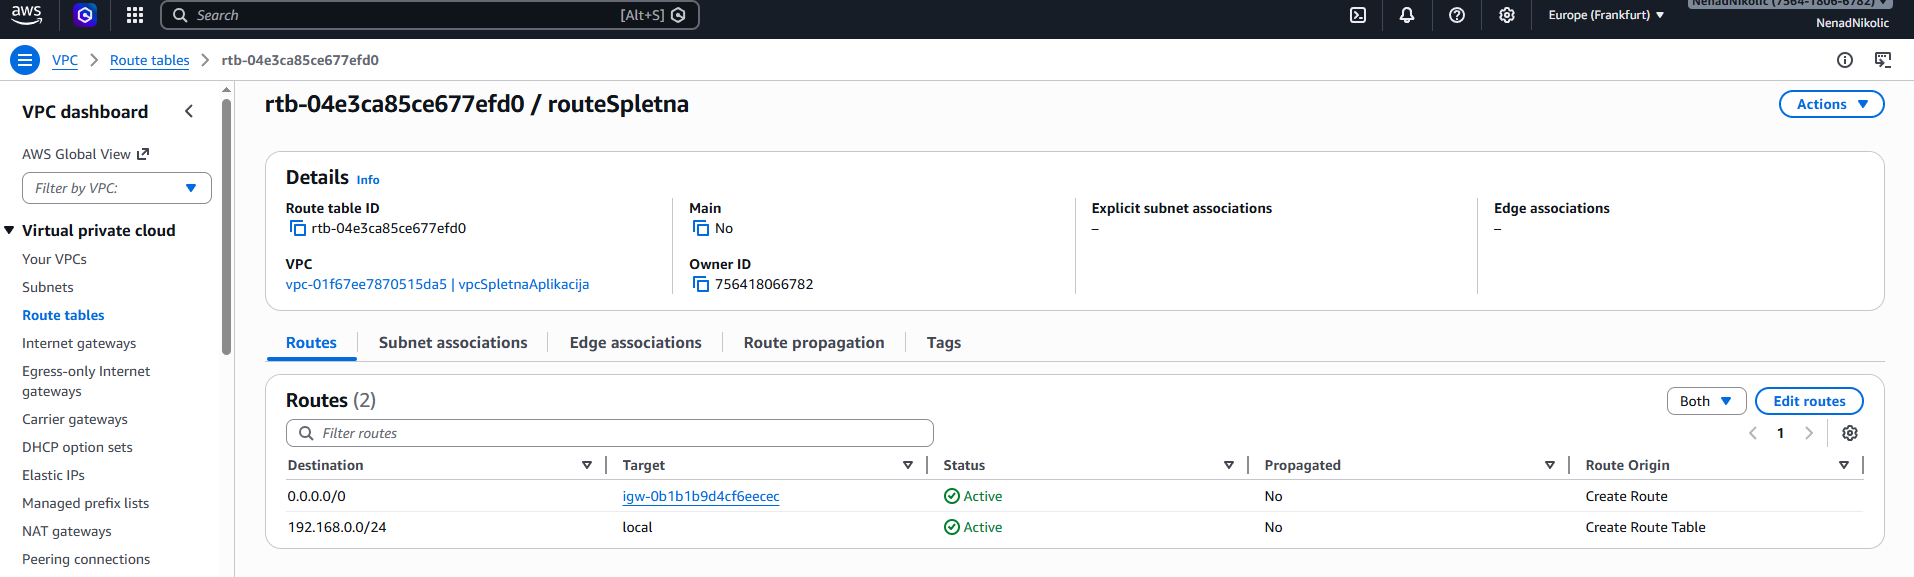 aws
Search [Alt+S]
Europe (Frankfurt)
NenadNikolic (7564-1806-6782)
NenadNikolic
VPC > Route tables > rtb-04e3ca85ce677efd0
VPC dashboard
AWS Global View
Filter by VPC:
Virtual private cloud
Your VPCs
Subnets
Route tables
Internet gateways
Egress-only Internet
gateways
Carrier gateways
DHCP option sets
Elastic IPs
Managed prefix lists
NAT gateways
Peering connections
rtb-04e3ca85ce677efd0 / routeSpletna
Actions
Details Info
Route table ID
rtb-04e3ca85ce677efd0
Main
No
Explicit subnet associations
–
Edge associations
–
VPC
vpc-01f67ee7870515da5 | vpcSpletnaAplikacija
Owner ID
756418066782
Routes Subnet associations Edge associations Route propagation Tags
Routes (2)
Both Edit routes
Filter routes
1
Destination Target Status Propagated Route Origin
0.0.0.0/0 igw-0b1b1b9d4cf6eecec Active No Create Route
192.168.0.0/24 local Active No Create Route Table